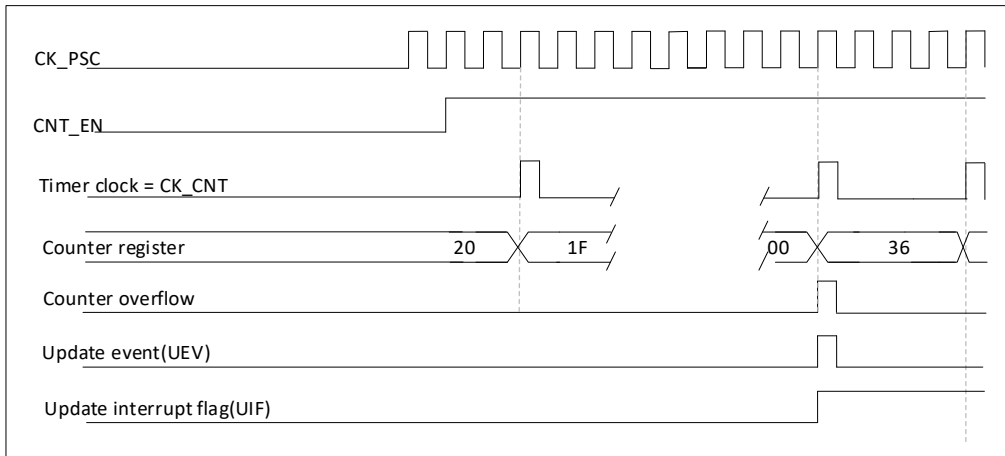 CK_PSC
CNT_EN
Timer clock = CK_CNT
Counter register 20 1F 00 36
Counter overflow
Update event(UEV)
Update interrupt flag(UIF)